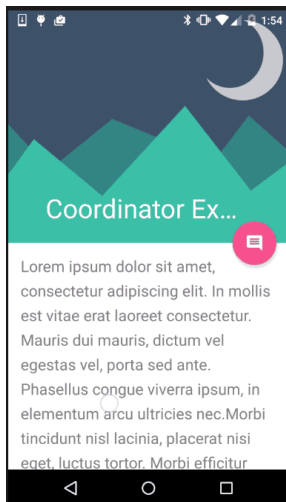 1:54
Coordinator Ex...
Lorem ipsum dolor sit amet,
consectetur adipiscing elit. In mollis
est vitae erat laoreet consectetur.
Mauris dui mauris, dictum vel
egestas vel, porta sed ante.
Phasellus congue viverra ipsum, in
elementum arcu ultricies nec.Morbi
tincidunt nisl lacinia, placerat nisi
eget, luctus tortor. Morbi efficitur